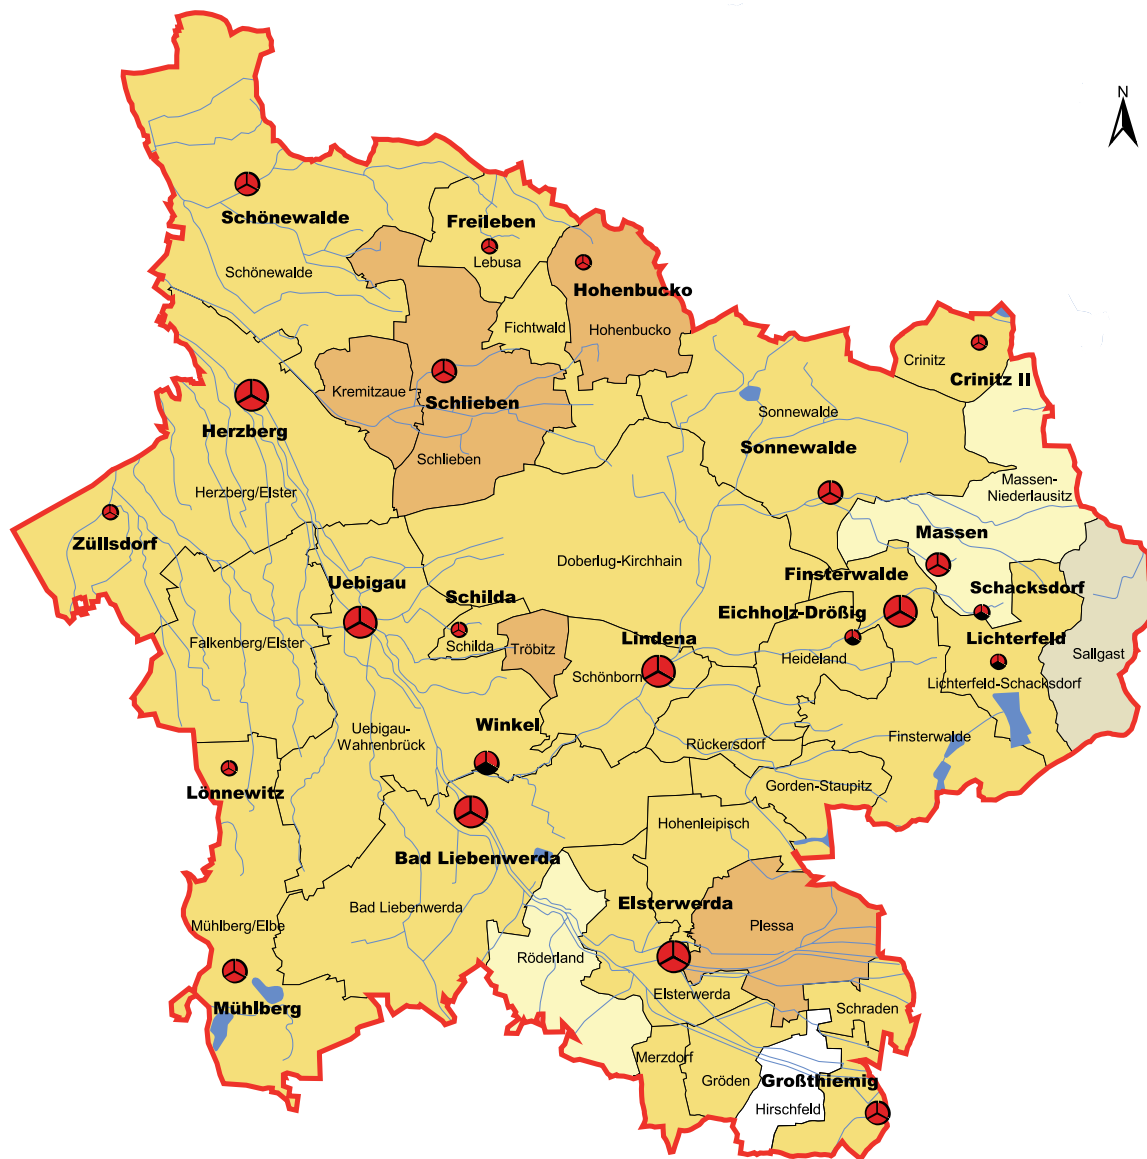 N
Schönewalde
Freileben
Lebusa
Schönewalde
Hohenbucko
Fichtwald
Hohenbucko
Crinitz
Crinitz II
Kremitzaue
Schlieben
Sonnewalde
Herzberg
Sonnewalde
Schlieben
Massen-
Niederlausitz
Herzberg/Elster
Massen
Züllsdorf
Doberlug-Kirchhain
Finsterwalde
Uebigau
Schacksdorf
Schilda
Eichholz-Drößig
Lindena
Lichterfeld
Falkenberg/Elster
Schilda
Tröbitz
Heideland
Sallgast
Schönborn
Lichterfeld-Schacksdorf
Winkel
Uebigau-
Wahrenbrück
Rückersdorf
Finsterwalde
Gorden-Staupitz
Lönnewitz
Hohenleipisch
Bad Liebenwerda
Elsterwerda
Bad Liebenwerda
Mühlberg/Elbe
Plessa
Röderland
Elsterwerda
Mühlberg
Schraden
Merzdorf
Gröden
Großthiemig
Hirschfeld